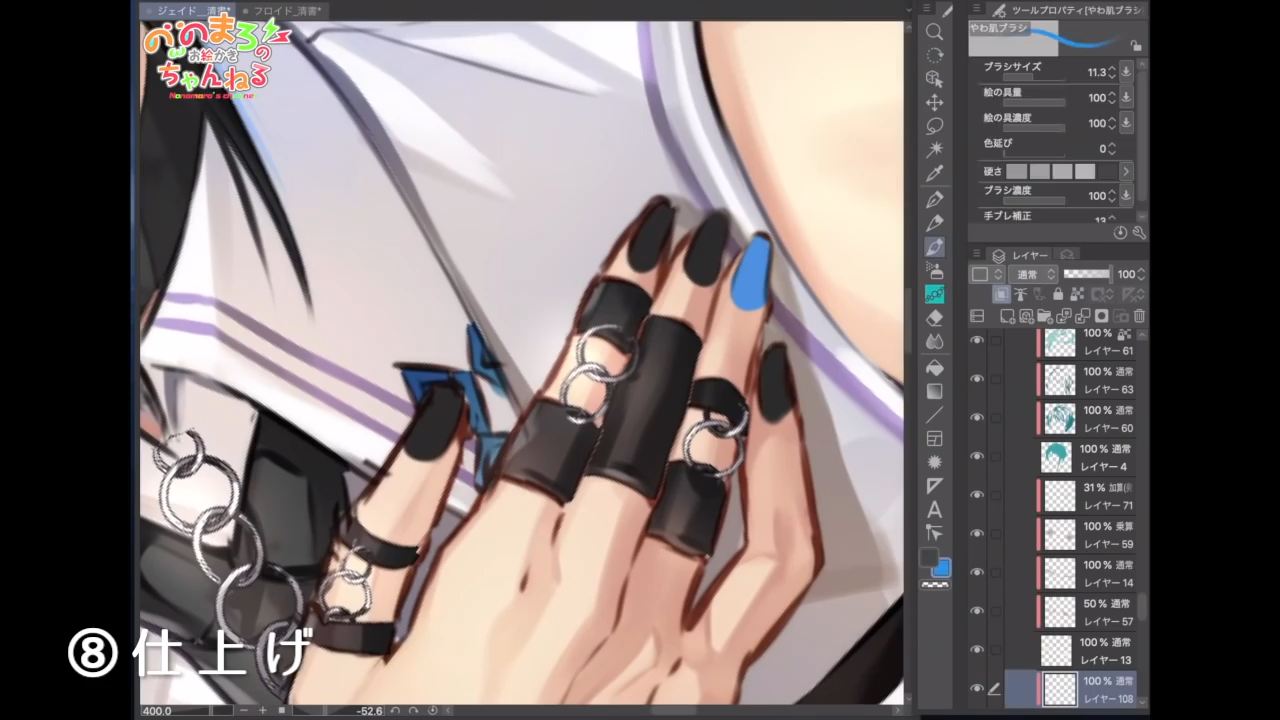 ジェイド__清書*
フロイド_清書*
ののまろの
お絵かき
ちゃんねる
Nonomaro's channe
⑧仕上げ
400.0
-52.6
ツールプロパティ[やわ肌ブラシ
やわ肌ブラシ
ブラシサイズ 11.3
絵の具量 100
絵の具濃度 100
色延び 0
硬さ
ブラシ濃度 100
手ブレ補正 13
レイヤー
通常 100
100 %
レイヤー 61
100 % 通常
レイヤー 63
100 % 通常
レイヤー 60
100 % 通常
レイヤー 4
31 %
レイヤー 71
100 % 乗算
レイヤー 59
100 % 通常
レイヤー 14
50 % 通常
レイヤー 57
100 % 通常
レイヤー 13
100 % 通常
レイヤー 108